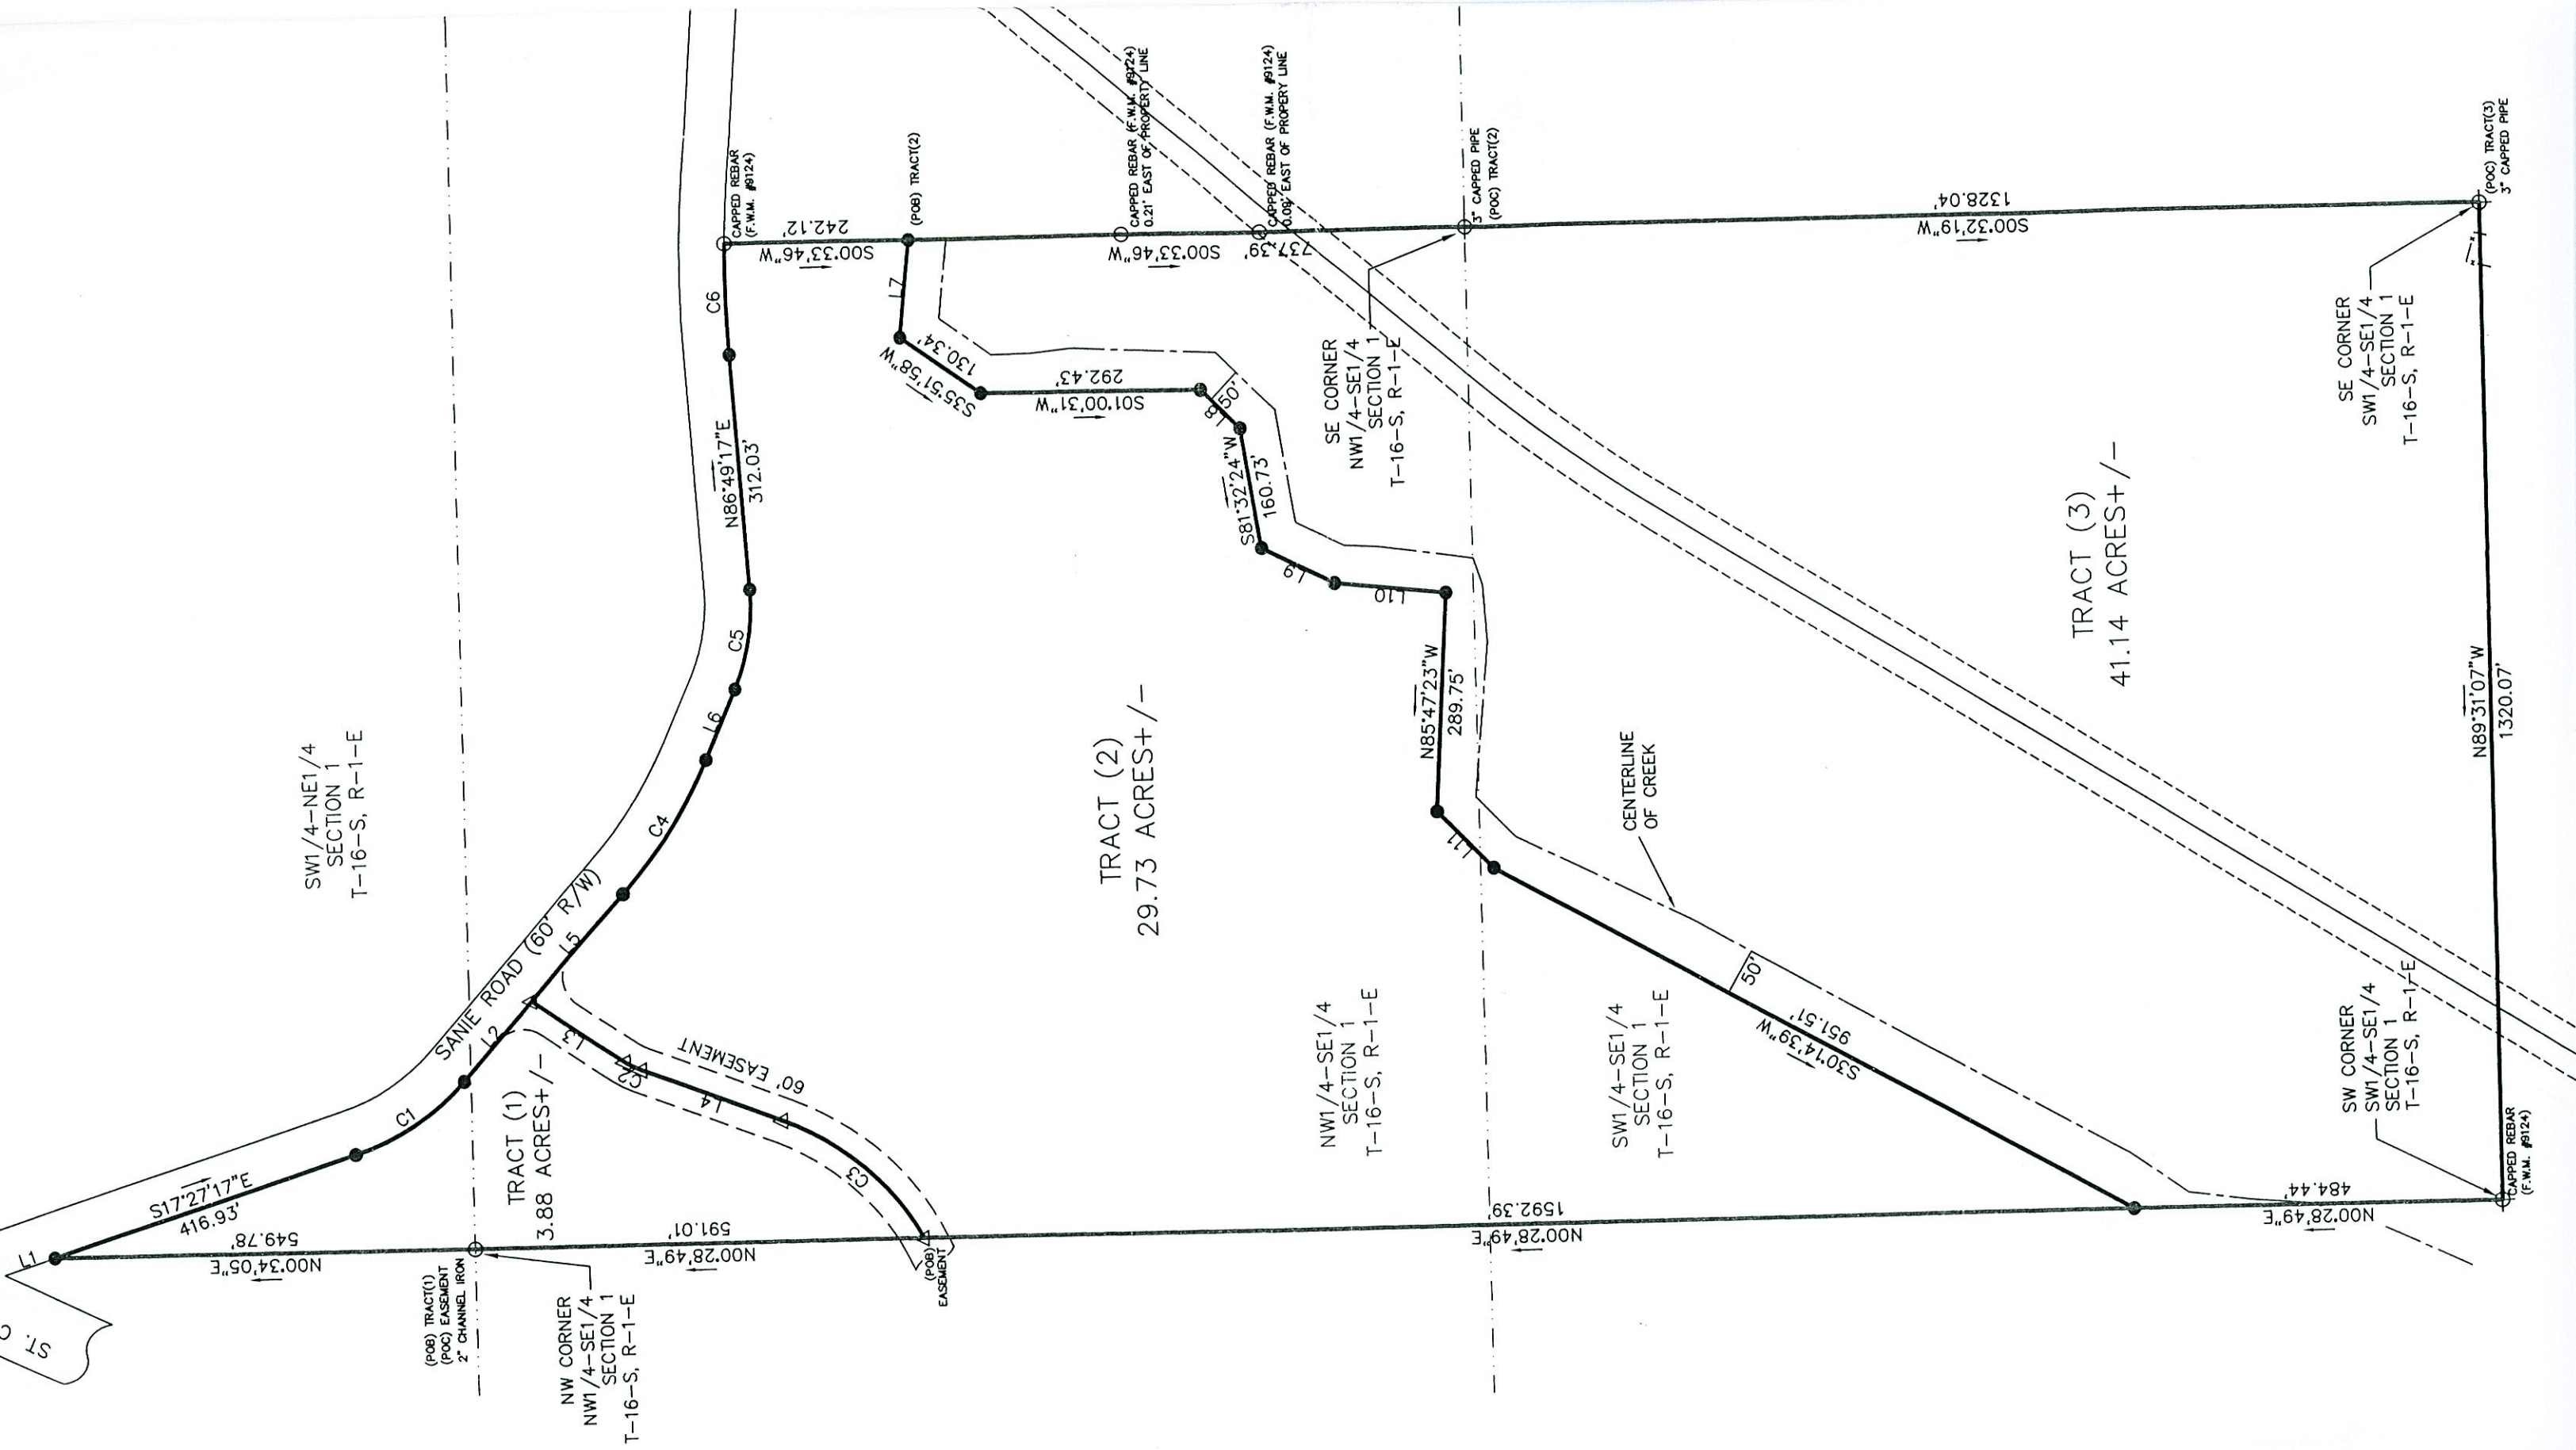 ST. C
L1
S17°27'17"E
416.93'
549.78'
N00°34'05"E
C1
SANIE ROAD (60' R/W)
L2
SW1/4-NE1/4
SECTION 1
T-16-S, R-1-E
(POB) TRACT(1)
(POC) EASEMENT
2" CHANNEL IRON
NW CORNER
NW1/4-SE1/4
SECTION 1
T-16-S, R-1-E
TRACT (1)
3.88 ACRES+/-
591.01'
N00°28'49"E
L3
C2
L4
C3
60' EASEMENT
(POB)
EASEMENT
L5
C4
L6
C5
N86°49'17"E
312.03'
C6
CAPPED REBAR
(F.W.M. #9124)
242.12'
S00°33'46"W
(POB) TRACT(2)
L7
130.34'
S35°51'58"W
292.43'
S01°00'31"W
L8
50'
S81°32'24"W
160.73'
L9
L10
N85°47'23"W
289.75'
L11
CAPPED REBAR (F.W.M. #9124)
0.21' EAST OF PROPERTY LINE
S00°33'46"W
737.39'
CAPPED REBAR (F.W.M. #9124)
0.09' EAST OF PROPERY LINE
3" CAPPED PIPE
(POC) TRACT(2)
SE CORNER
NW1/4-SE1/4
SECTION 1
T-16-S, R-1-E
TRACT (2)
29.73 ACRES+/-
NW1/4-SE1/4
SECTION 1
T-16-S, R-1-E
SW1/4-SE1/4
SECTION 1
T-16-S, R-1-E
1592.39'
N00°28'49"E
CENTERLINE
OF CREEK
50'
951.51'
S30°14'39"W
1328.04'
S00°32'19"W
TRACT (3)
41.14 ACRES+/-
SE CORNER
SW1/4-SE1/4
SECTION 1
T-16-S, R-1-E
(POC) TRACT(3)
3" CAPPED PIPE
N89°31'07"W
1320.07'
SW CORNER
SW1/4-SE1/4
SECTION 1
T-16-S, R-1-E
484.44'
N00°28'49"E
CAPPED REBAR
(F.W.M. #9124)